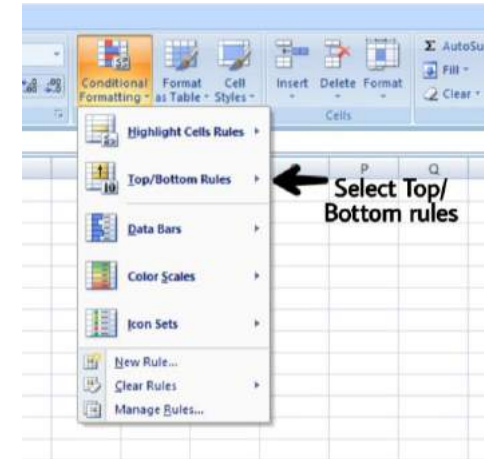 Σ AutoSu
Fill
Clear
Conditional Formatting
Format as Table
Cell Styles
Insert
Delete
Format
Cells
Highlight Cells Rules
Top/Bottom Rules
Data Bars
Color Scales
Icon Sets
New Rule...
Clear Rules
Manage Rules...
P
Q
Select Top/
Bottom rules